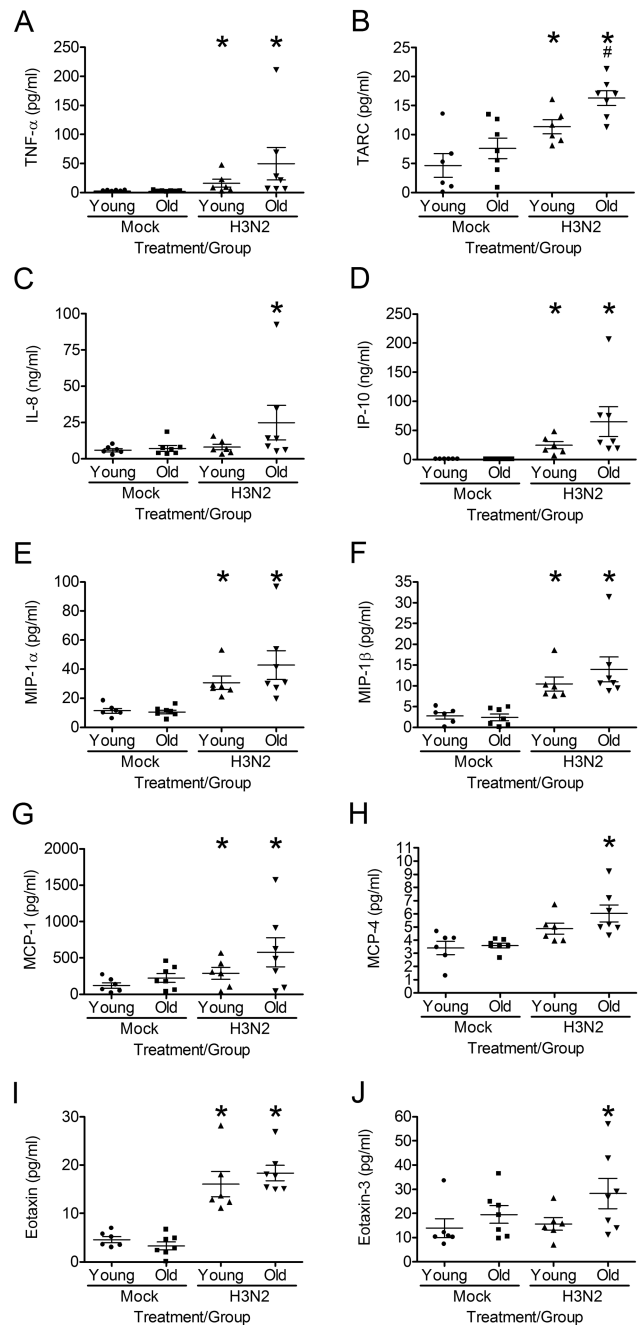 A
TNF-α (pg/ml)
250
200
150
100
50
0
* *
Young Old Young Old
Mock H3N2
Treatment/Group
B
TARC (pg/ml)
25
20
15
10
5
0
* *
#
Young Old Young Old
Mock H3N2
Treatment/Group
C
IL-8 (ng/ml)
100
75
50
25
0
*
Young Old Young Old
Mock H3N2
Treatment/Group
D
IP-10 (ng/ml)
250
200
150
100
50
0
* *
Young Old Young Old
Mock H3N2
Treatment/Group
E
MIP-1α (pg/ml)
100
80
60
40
20
0
* *
Young Old Young Old
Mock H3N2
Treatment/Group
F
MIP-1β (pg/ml)
35
30
25
20
15
10
5
0
* *
Young Old Young Old
Mock H3N2
Treatment/Group
G
MCP-1 (pg/ml)
2000
1500
1000
500
0
* *
Young Old Young Old
Mock H3N2
Treatment/Group
H
MCP-4 (pg/ml)
11
9
8
7
6
5
4
3
2
1
0
*
Young Old Young Old
Mock H3N2
Treatment/Group
I
Eotaxin (pg/ml)
30
20
10
0
* *
Young Old Young Old
Mock H3N2
Treatment/Group
J
Eotaxin-3 (pg/ml)
60
50
40
30
20
10
0
*
Young Old Young Old
Mock H3N2
Treatment/Group